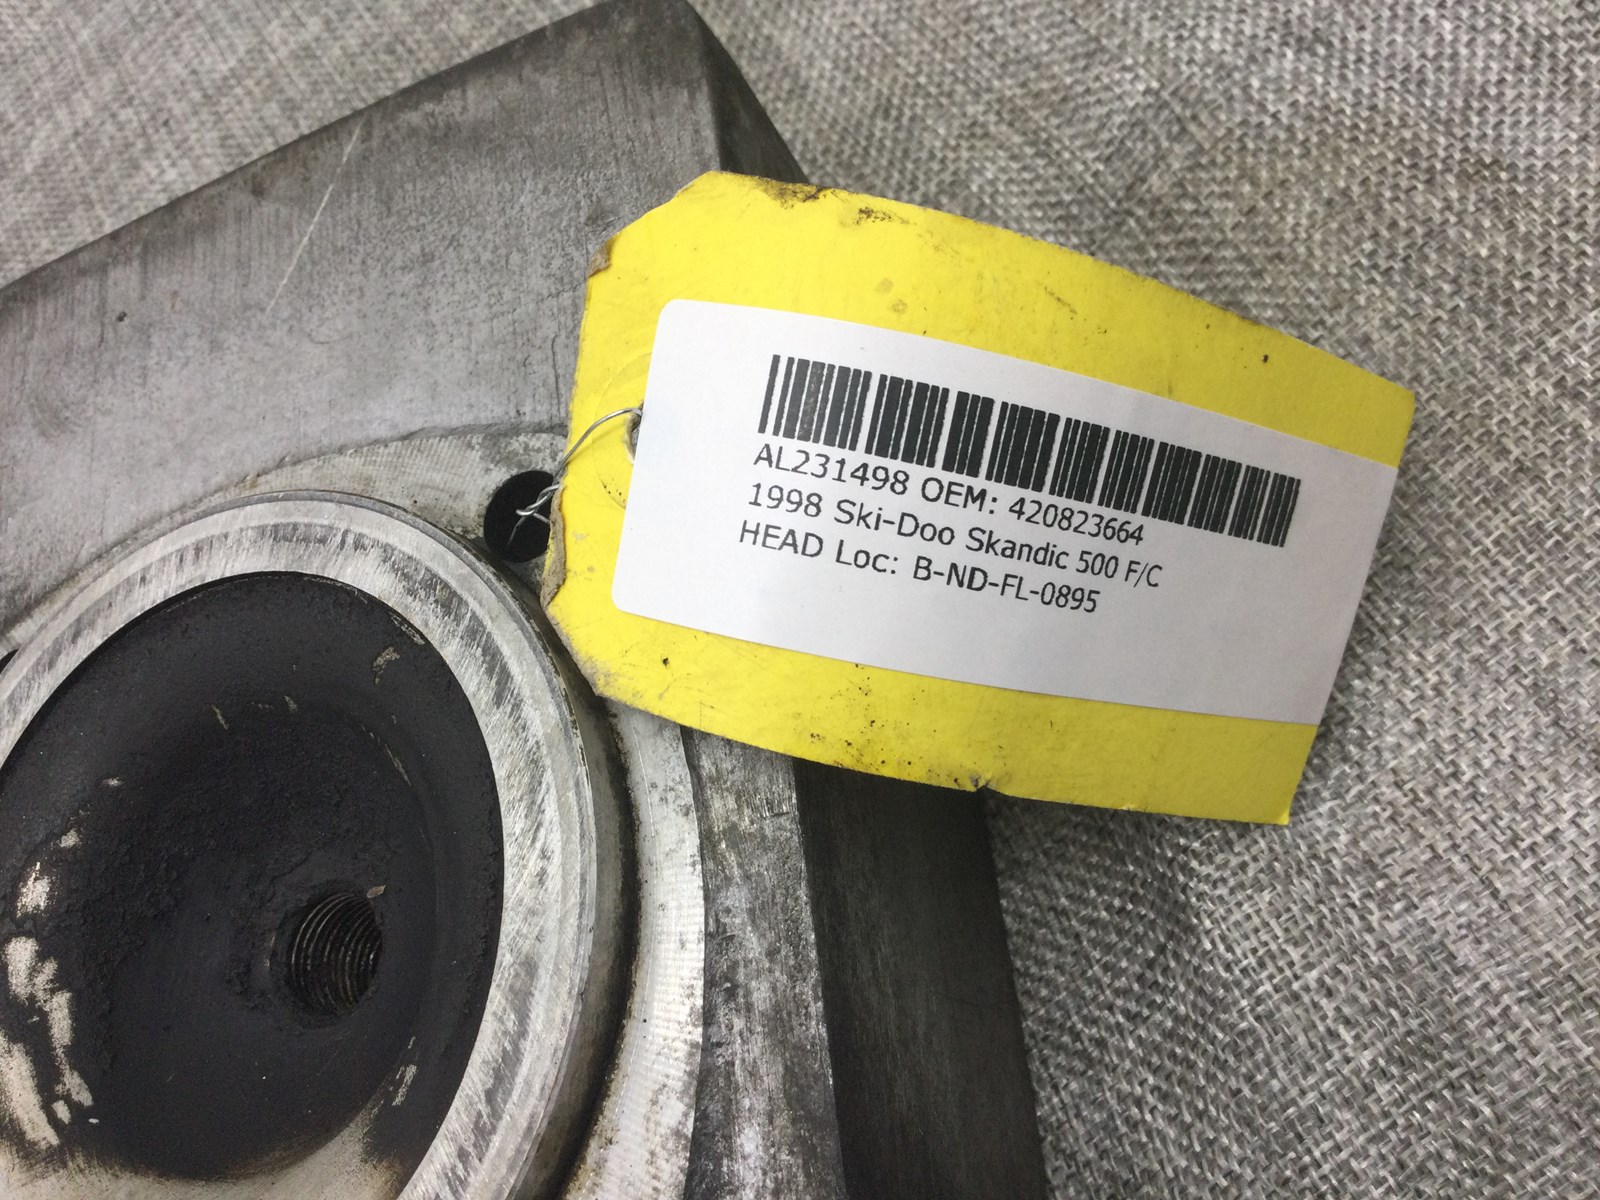 AL231498 OEM: 420823664
1998 Ski-Doo Skandic 500 F/C
HEAD Loc: B-ND-FL-0895